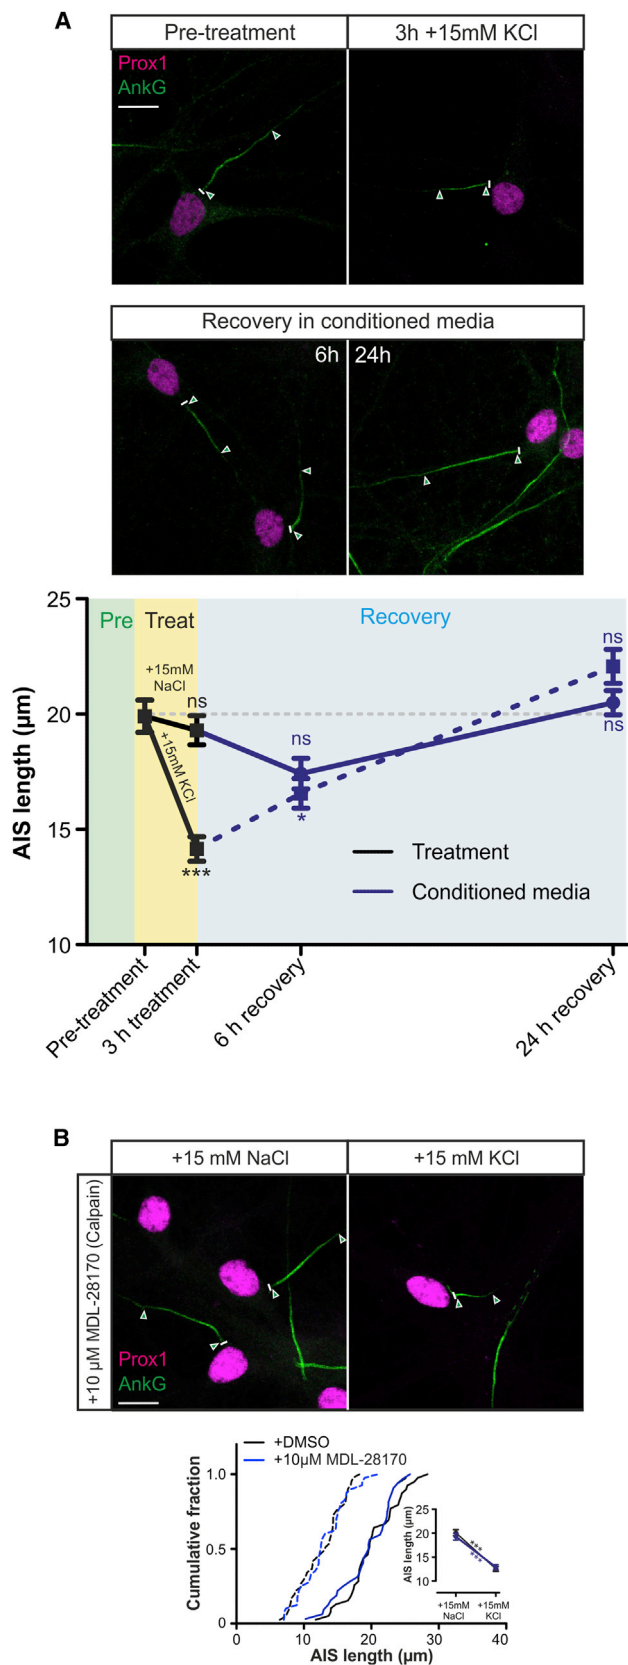 A
Pre-treatment
3h +15mM KCl
Prox1
AnkG
Recovery in conditioned media
6h
24h
25
Pre
Treat
Recovery
+15mM
NaCl
ns
ns
20
+15mM KCl
ns
ns
AIS length (µm)
15
*
***
Treatment
Conditioned media
10
Pre-treatment
3 h treatment
6 h recovery
24 h recovery
B
+15 mM NaCl
+15 mM KCl
+10 µM MDL-28170 (Calpain)
Prox1
AnkG
+DMSO
+10µM MDL-28170
1.0
Cumulative fraction
0.5
0
0
10
20
30
40
AIS length (µm)
AIS length (µm)
25
20
15
10
***
***
+15mM
NaCl
+15mM
KCl